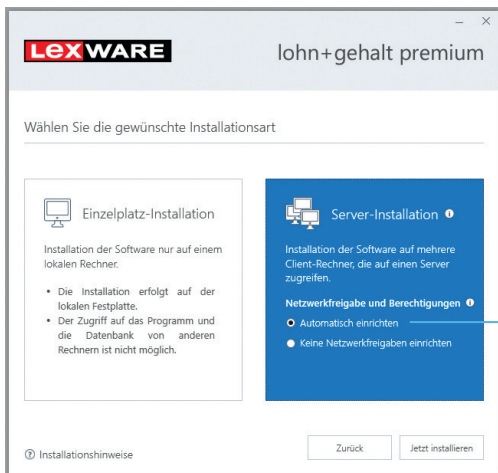 LEXWARE
lohn+gehalt premium
Wählen Sie die gewünschte Installationsart
Einzelplatz-Installation
Installation der Software nur auf einem
lokalen Rechner.
• Die Installation erfolgt auf der
lokalen Festplatte.
• Der Zugriff auf das Programm und
die Datenbank von anderen
Rechnern ist nicht möglich.
Server-Installation
Installation der Software auf mehrere
Client-Rechner, die auf einen Server
zugreifen.
Netzwerkfreigabe und Berechtigungen
Automatisch einrichten
Keine Netzwerkfreigaben einrichten
Installationshinweise
Zurück
Jetzt installieren